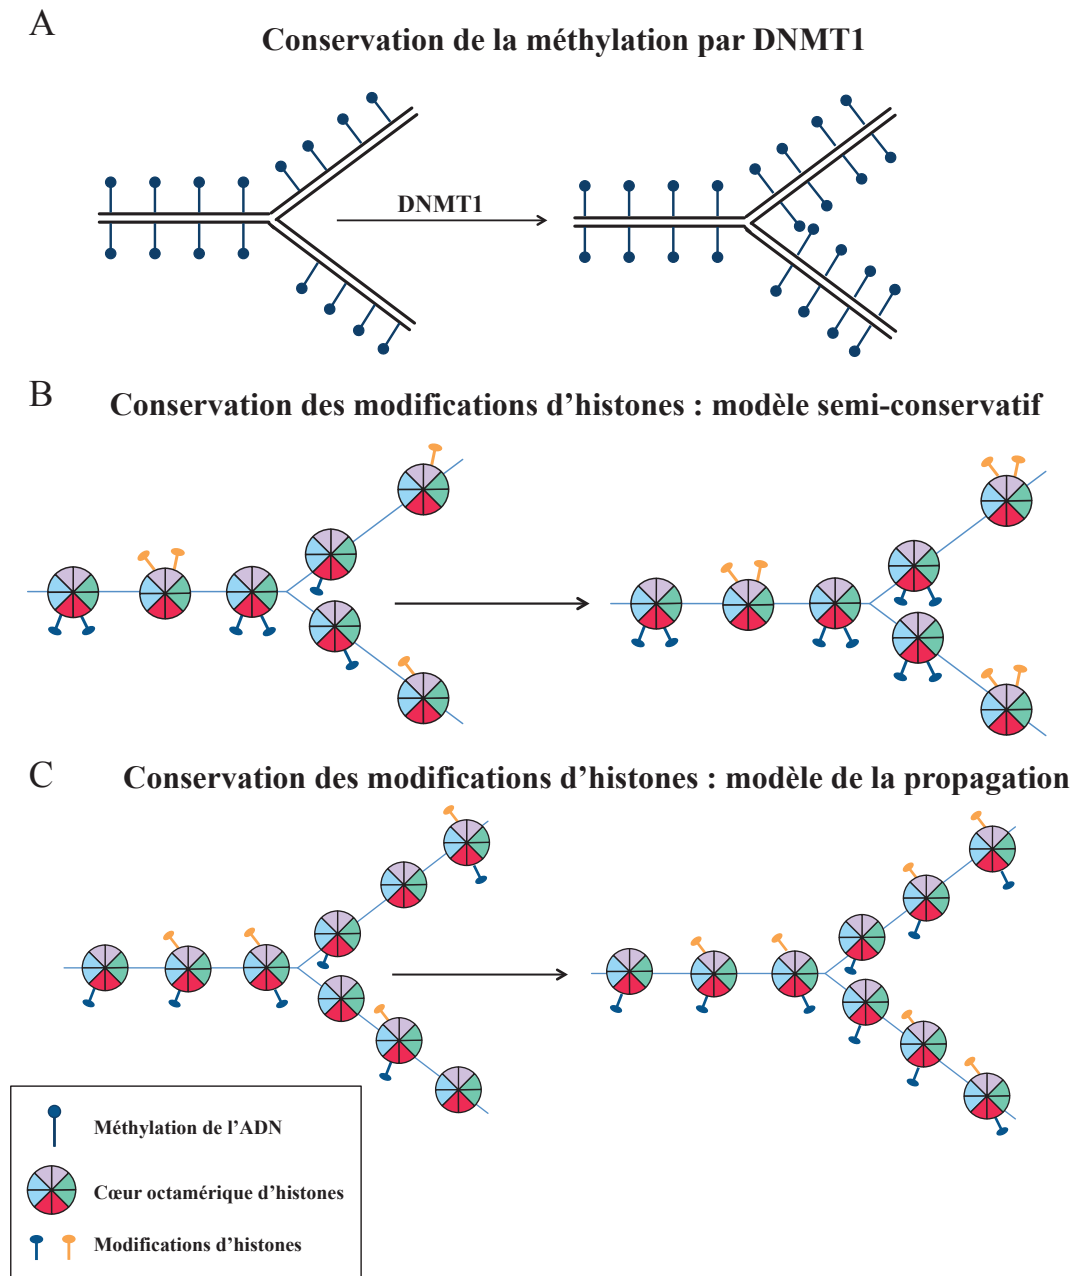 A
Conservation de la méthylation par DNMT1
DNMT1
B
Conservation des modifications d’histones : modèle semi-conservatif
C
Conservation des modifications d’histones : modèle de la propagation
Méthylation de l’ADN
Cœur octamérique d’histones
Modifications d’histones